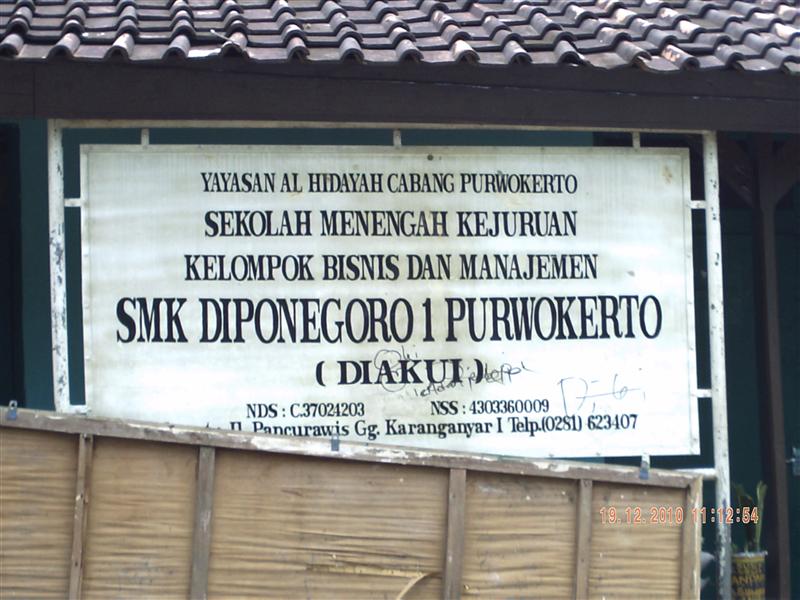 YAYASAN AL HIDAYAH CABANG PURWOKERTO
SEKOLAH MENENGAH KEJURUAN
KELOMPOK BISNIS DAN MANAJEMEN
SMK DIPONEGORO 1 PURWOKERTO
( DIAKUI )
NDS : C.37024203 NSS : 4303360009
Jl. Pancurawis Gg. Karanganyar I Telp.(0281) 623407
19.12.2010 11:12:54